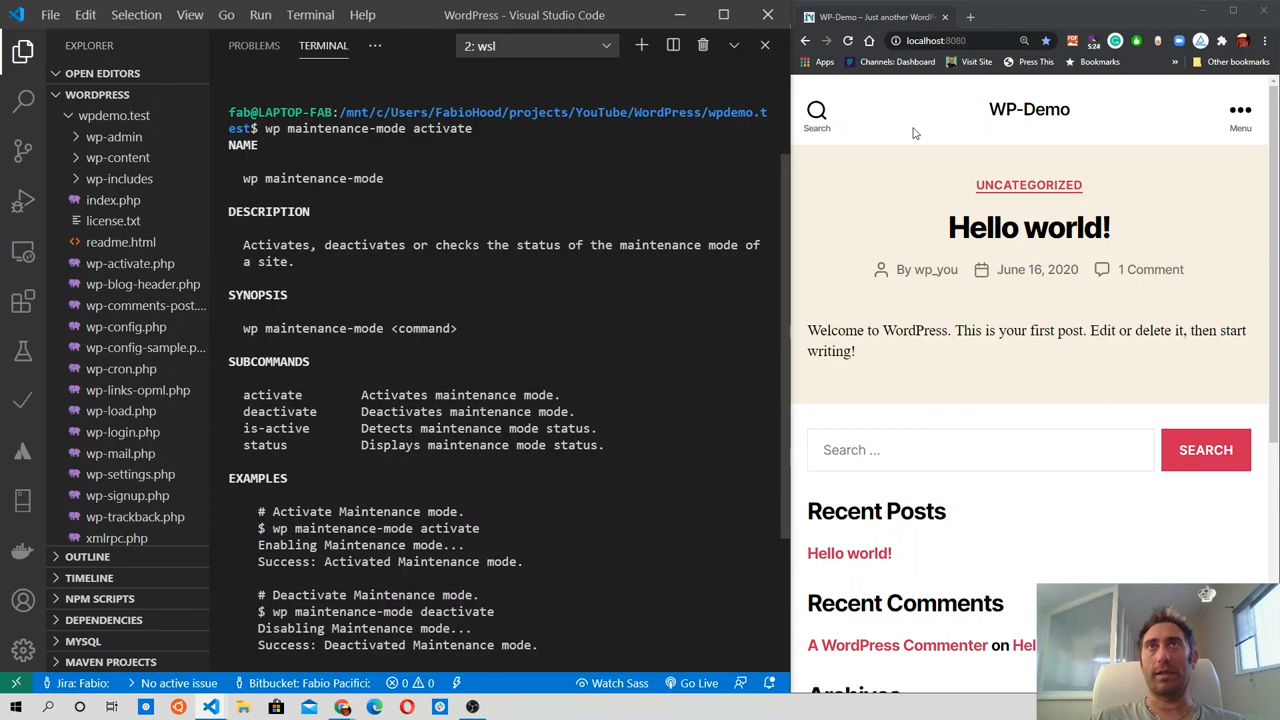 File Edit Selection View Go Run Terminal Help
WordPress - Visual Studio Code
EXPLORER
OPEN EDITORS
WORDPRESS
wpdemo.test
wp-admin
wp-content
wp-includes
index.php
license.txt
readme.html
wp-activate.php
wp-blog-header.php
wp-comments-post....
wp-config.php
wp-config-sample.p...
wp-cron.php
wp-links-opml.php
wp-load.php
wp-login.php
wp-mail.php
wp-settings.php
wp-signup.php
wp-trackback.php
xmlrpc.php
OUTLINE
TIMELINE
NPM SCRIPTS
DEPENDENCIES
MYSQL
MAVEN PROJECTS
PROBLEMS TERMINAL ... 2: wsl
fab@LAPTOP-FAB:/mnt/c/Users/FabioHood/projects/YouTube/WordPress/wpdemo.t
est$ wp maintenance-mode activate
NAME
wp maintenance-mode
DESCRIPTION
Activates, deactivates or checks the status of the maintenance mode of
a site.
SYNOPSIS
wp maintenance-mode <command>
SUBCOMMANDS
activate Activates maintenance mode.
deactivate Deactivates maintenance mode.
is-active Detects maintenance mode status.
status Displays maintenance mode status.
EXAMPLES
# Activate Maintenance mode.
$ wp maintenance-mode activate
Enabling Maintenance mode...
Success: Activated Maintenance mode.
# Deactivate Maintenance mode.
$ wp maintenance-mode deactivate
Disabling Maintenance mode...
Success: Deactivated Maintenance mode.
Jira: Fabio: No active issue Bitbucket: Fabio Pacifici: 0 0 Watch Sass Go Live
WP-Demo – Just another WordPr
localhost:8080
5:24
Apps Channels: Dashboard Visit Site Press This Bookmarks » Other bookmarks
WP-Demo
Search
Menu
UNCATEGORIZED
Hello world!
By wp_you June 16, 2020 1 Comment
Welcome to WordPress. This is your first post. Edit or delete it, then start
writing!
Search ... SEARCH
Recent Posts
Hello world!
Recent Comments
A WordPress Commenter on Hel
Archives